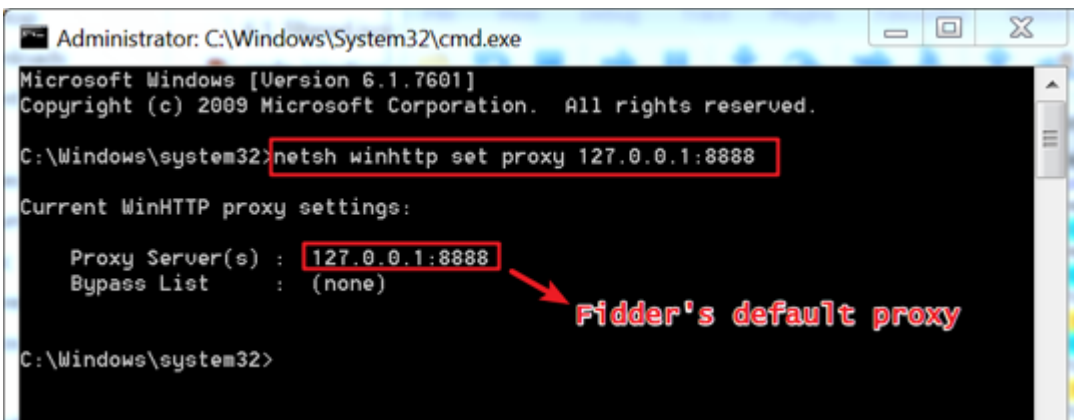 Administrator: C:\Windows\System32\cmd.exe
Microsoft Windows [Version 6.1.7601]
Copyright (c) 2009 Microsoft Corporation.  All rights reserved.
C:\Windows\system32>netsh winhttp set proxy 127.0.0.1:8888
Current WinHTTP proxy settings:
Proxy Server(s) :  127.0.0.1:8888
Bypass List     :  (none)
Fidder's default proxy
C:\Windows\system32>